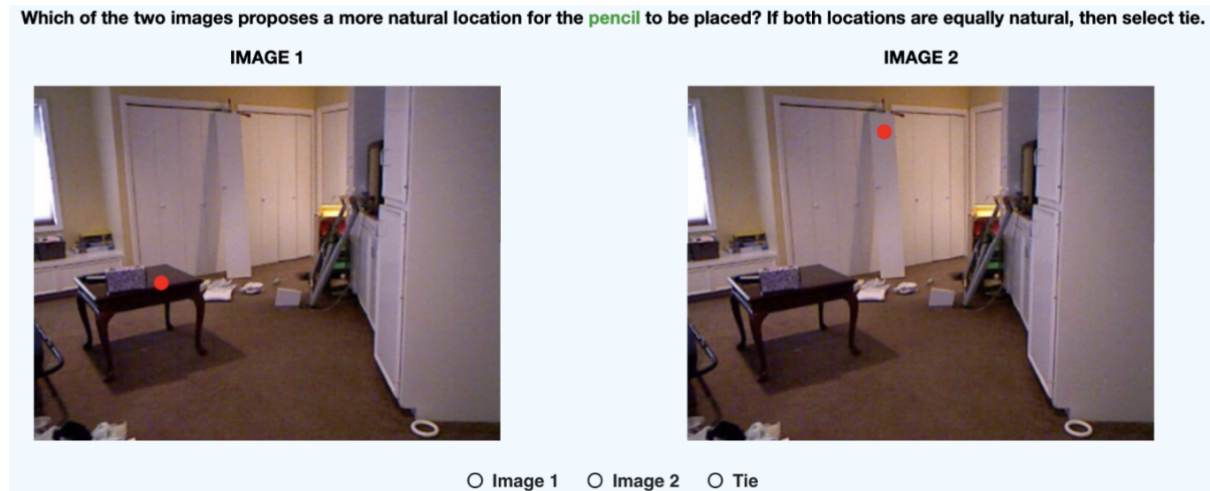 Which of the two images proposes a more natural location for the pencil to be placed? If both locations are equally natural, then select tie.
IMAGE 1
IMAGE 2
Image 1
Image 2
Tie